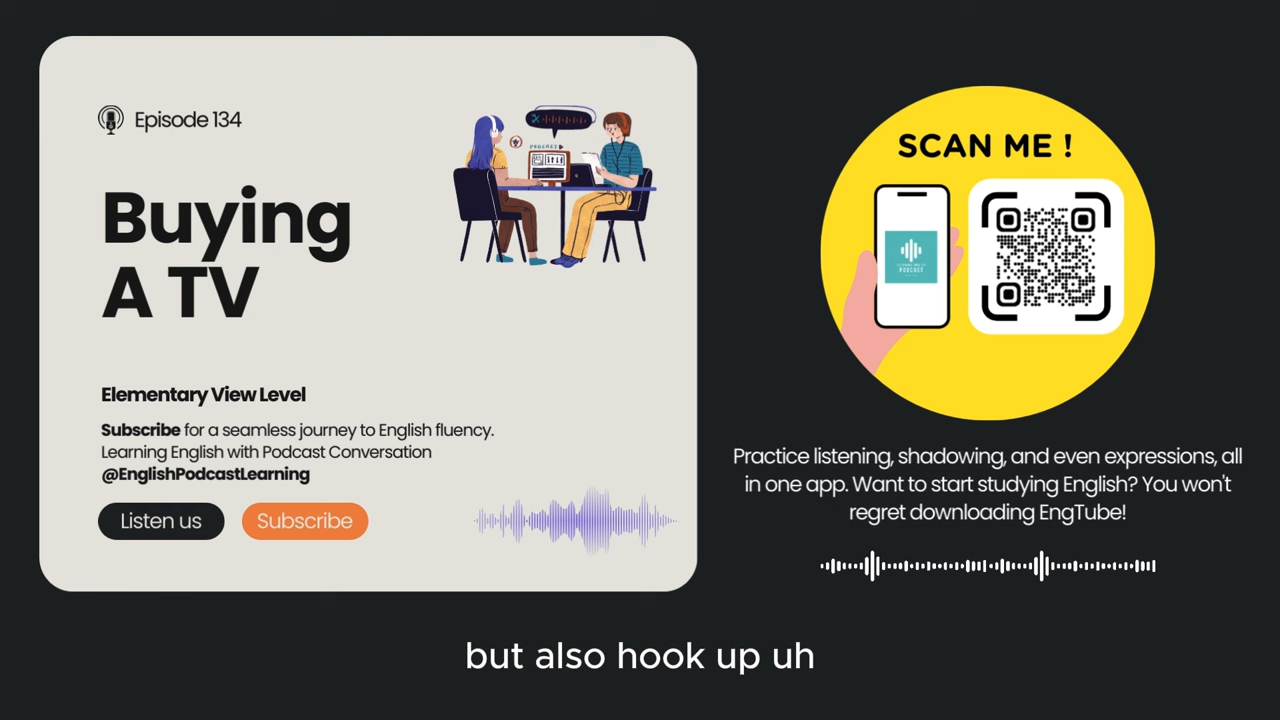 Episode 134
Buying
A TV
PODCAST
Elementary View Level
Subscribe for a seamless journey to English fluency.
Learning English with Podcast Conversation
@EnglishPodcastLearning
Listen us
Subscribe
SCAN ME !
PODCAST
Practice listening, shadowing, and even expressions, all
in one app. Want to start studying English? You won't
regret downloading EngTube!
but also hook up uh